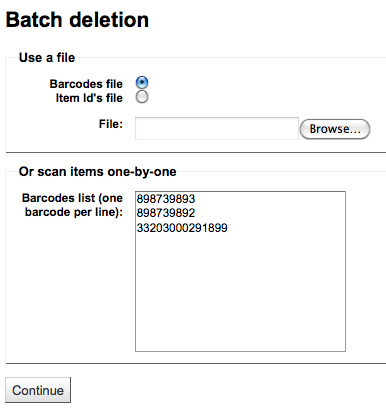 Batch deletion
Use a file
Barcodes file
Item Id's file
File:
Browse...
Or scan items one-by-one
Barcodes list (one
barcode per line):
898739893
898739892
33203000291899
Continue